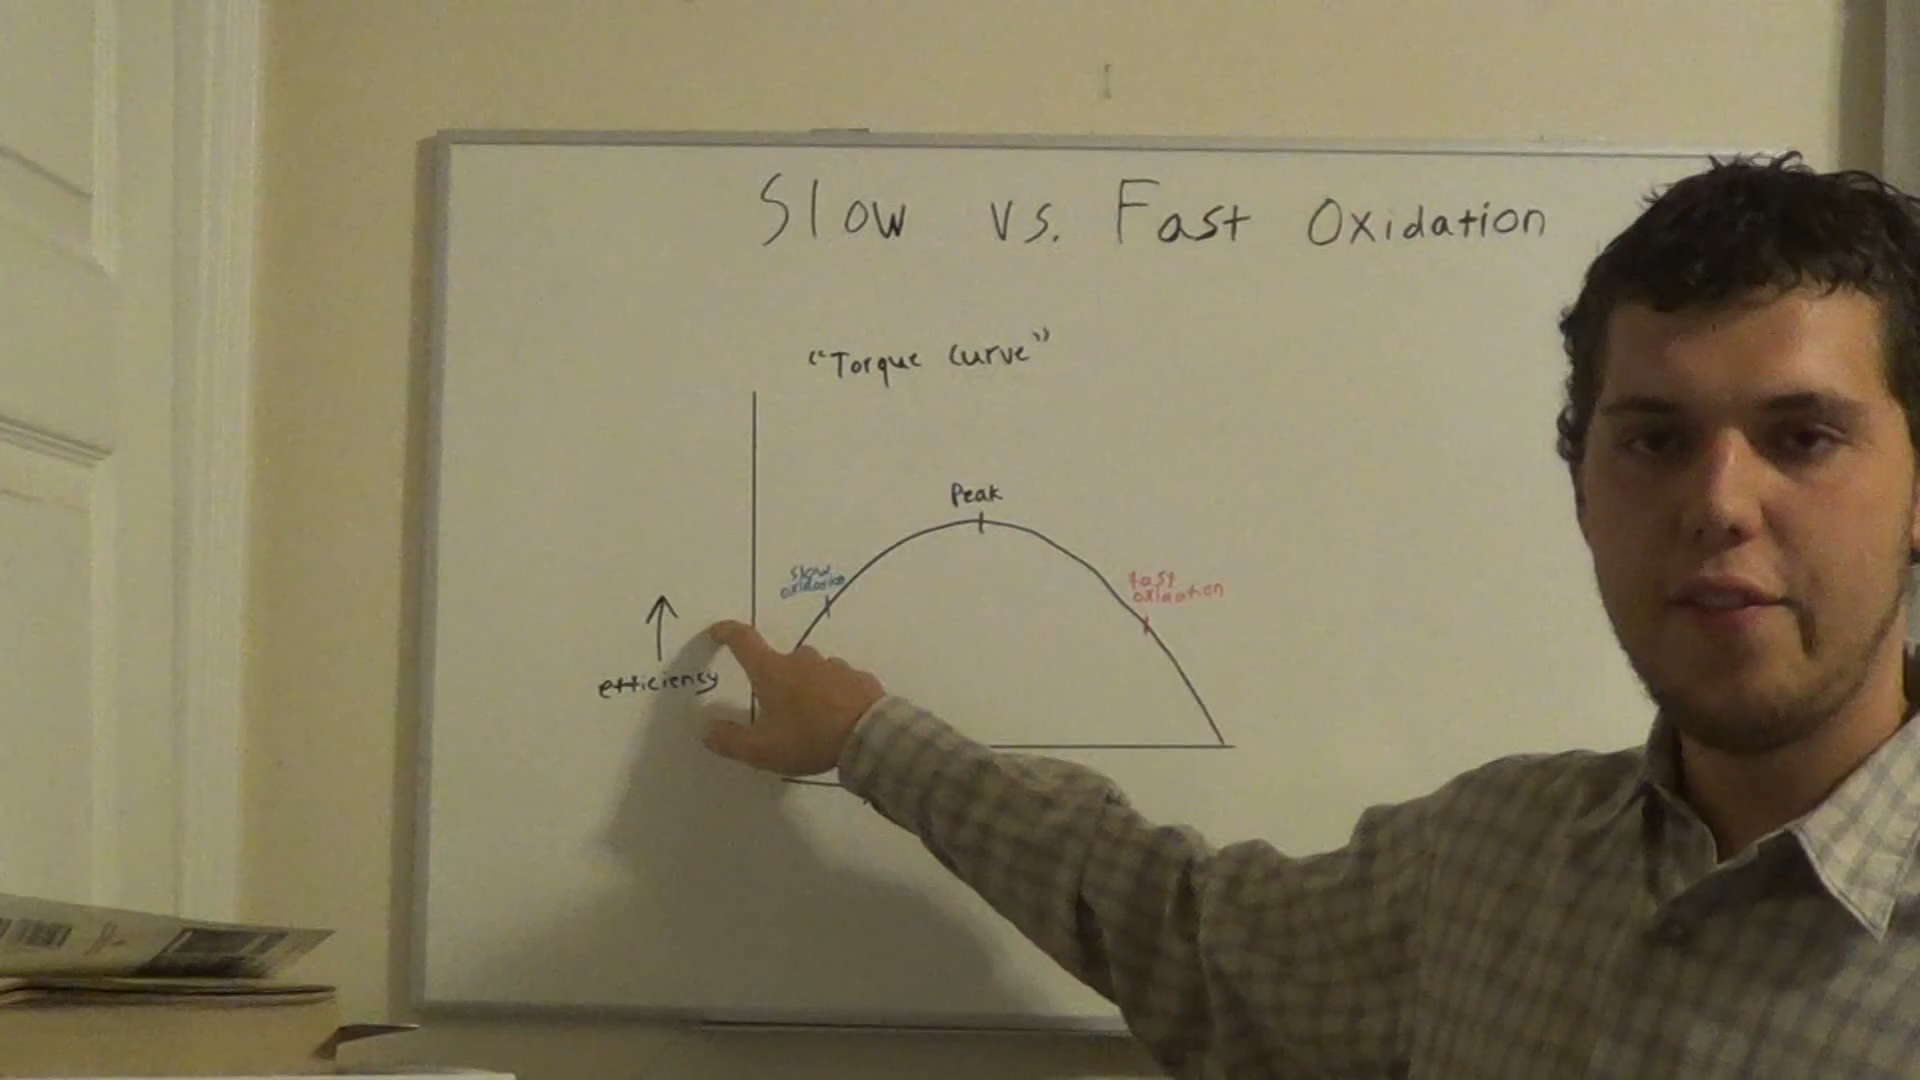 Slow vs. Fast Oxidation
"Torque Curve"
Peak
slow
oxidation
fast
oxidation
efficiency